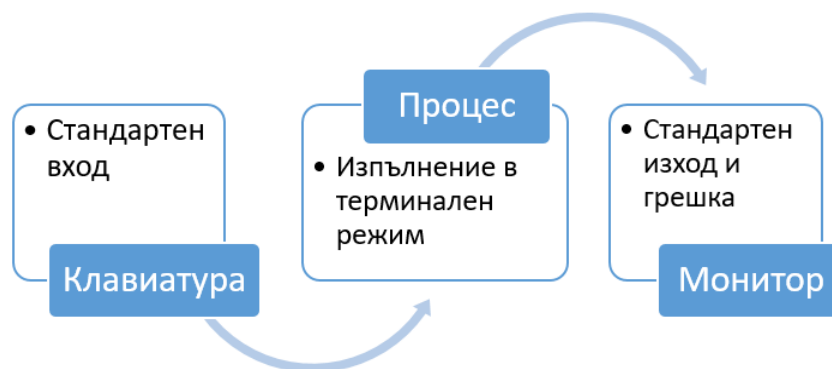 • Стандартен
вход
Клавиатура
Процес
• Изпълнение в
терминален
режим
• Стандартен
изход и
грешка
Монитор